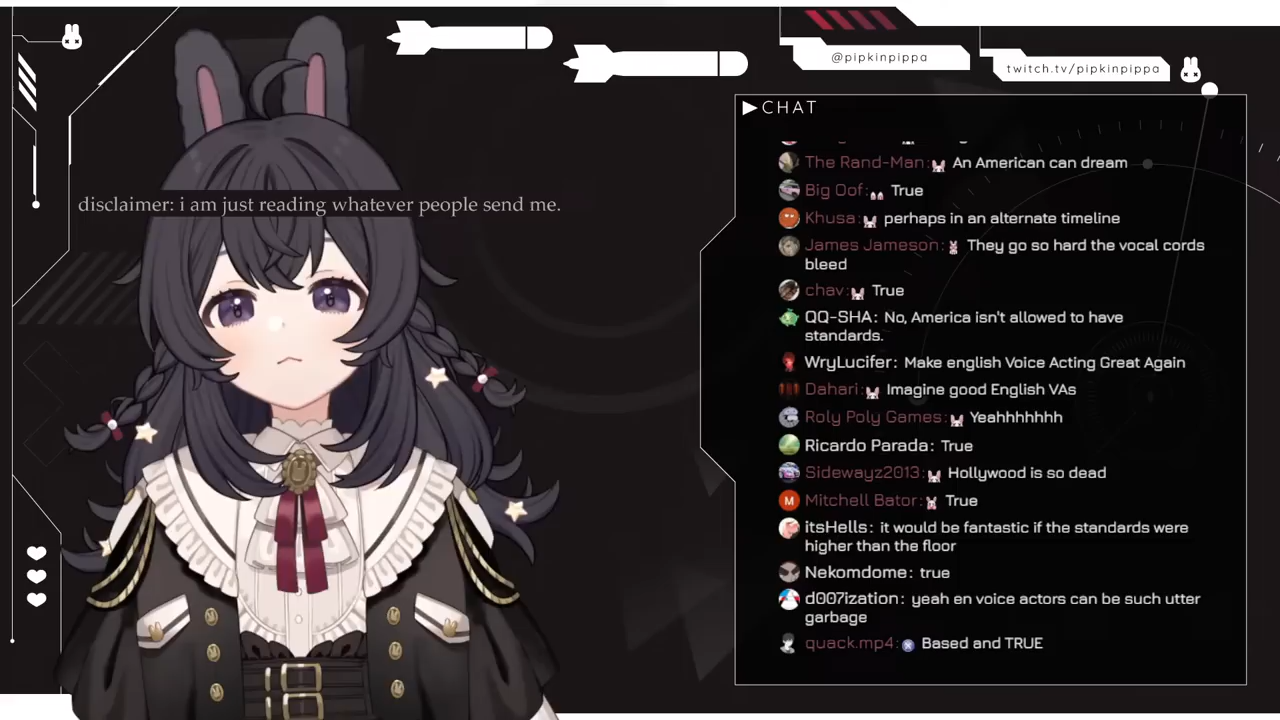 @pipkinpippa
twitch.tv/pipkinpippa
▶CHAT
The Rand-Man: An American can dream
Big Oof: True
disclaimer: i am just reading whatever people send me.
Khusa: perhaps in an alternate timeline
James Jameson: They go so hard the vocal cords
bleed
chav: True
QQ-SHA: No, America isn't allowed to have
standards.
WryLucifer: Make english Voice Acting Great Again
Dahari: Imagine good English VAs
Roly Poly Games: Yeahhhhhhh
Ricardo Parada: True
Sidewayz2013: Hollywood is so dead
M Mitchell Bator: True
itsHells: it would be fantastic if the standards were
higher than the floor
Nekomdome: true
d007ization: yeah en voice actors can be such utter
garbage
quack.mp4: Based and TRUE